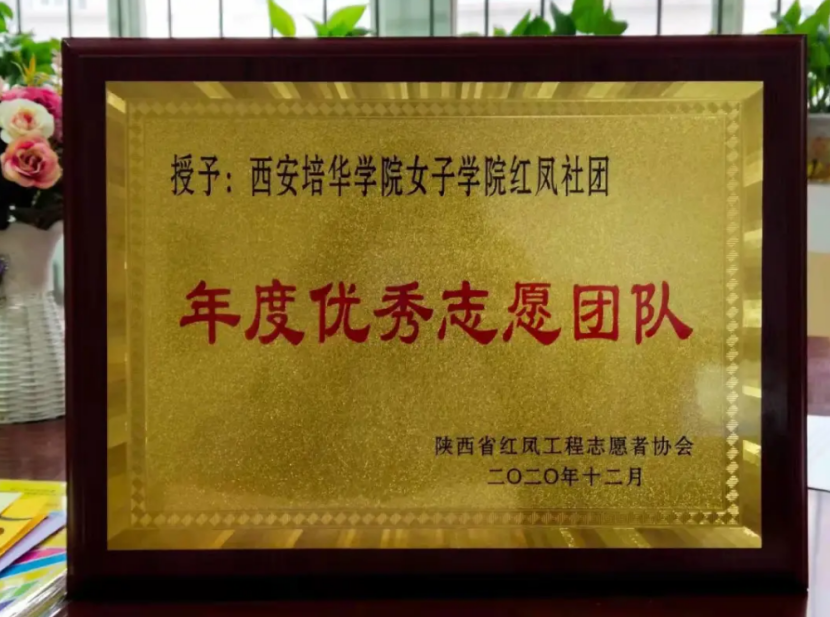 授予：西安培华学院女子学院红凤社团
年度优秀志愿团队
陕西省红凤工程志愿者协会
二〇二〇年十二月